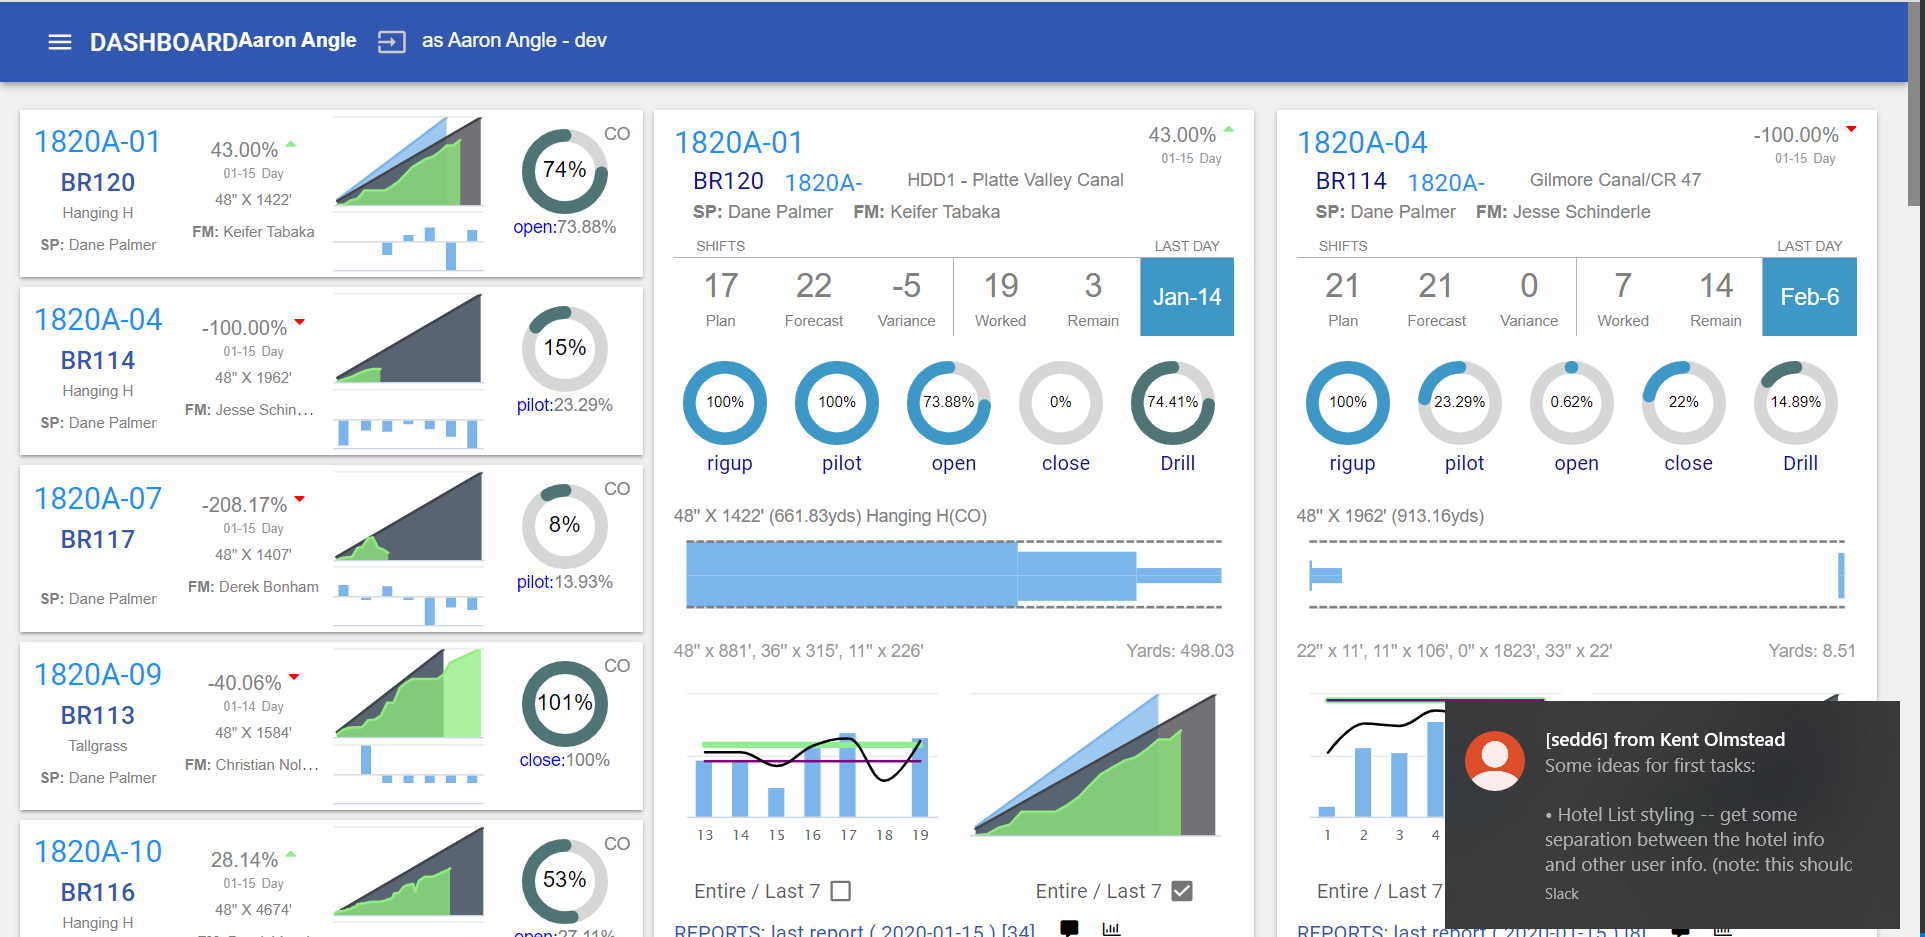 DASHBOARD Aaron Angle as Aaron Angle - dev
1820A-01
BR120
Hanging H
SP: Dane Palmer
43.00%
01-15 Day
48" X 1422'
FM: Keifer Tabaka
CO
74%
open:73.88%
1820A-04
BR114
Hanging H
SP: Dane Palmer
-100.00%
01-15 Day
48" X 1962'
FM: Jesse Schin...
15%
pilot:23.29%
1820A-07
BR117
SP: Dane Palmer
-208.17%
01-15 Day
48" X 1407'
FM: Derek Bonham
CO
8%
pilot:13.93%
1820A-09
BR113
Tallgrass
SP: Dane Palmer
-40.06%
01-14 Day
48" X 1584'
FM: Christian Nol...
CO
101%
close:100%
1820A-10
BR116
Hanging H
28.14%
01-15 Day
48" X 4674'
CO
53%
open:27.11%
1820A-01
43.00%
01-15 Day
BR120 1820A- HDD1 - Platte Valley Canal
SP: Dane Palmer FM: Keifer Tabaka
SHIFTS LAST DAY
17 22 -5 19 3 Jan-14
Plan Forecast Variance Worked Remain
100% 100% 73.88% 0% 74.41%
rigup pilot open close Drill
48" X 1422' (661.83yds) Hanging H(CO)
48" x 881', 36" x 315', 11" x 226' Yards: 498.03
13 14 15 16 17 18 19
Entire / Last 7 Entire / Last 7
REPORTS: last report ( 2020-01-15 ) [34]
1820A-04
-100.00%
01-15 Day
BR114 1820A- Gilmore Canal/CR 47
SP: Dane Palmer FM: Jesse Schinderle
SHIFTS LAST DAY
21 21 0 7 14 Feb-6
Plan Forecast Variance Worked Remain
100% 23.29% 0.62% 22% 14.89%
rigup pilot open close Drill
48" X 1962' (913.16yds)
22" x 11', 11" x 106', 0" x 1823', 33" x 22' Yards: 8.51
1 2 3 4
Entire / Last 7
REPORTS: last report ( 2020-01-15 ) [8]
[sedd6] from Kent Olmstead
Some ideas for first tasks:
• Hotel List styling -- get some
separation between the hotel info
and other user info. (note: this
Slack